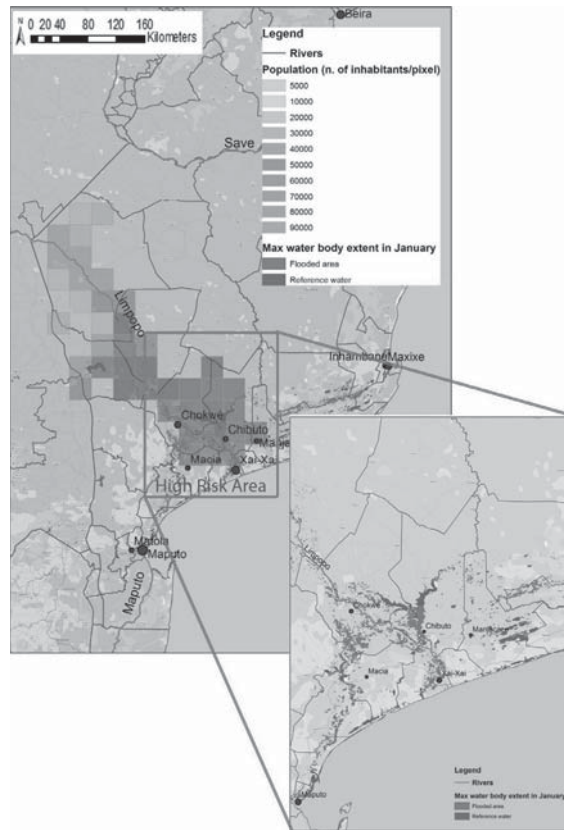 N
0 20 40 80 120 160
Kilometers
Beira
Legend
Rivers
Population (n. of inhabitants/pixel)
5000
10000
20000
30000
40000
50000
60000
70000
80000
90000
Max water body extent in January
Flooded area
Reference water
Save
Limpopo
Inhambane
Maxixe
Chokwe
Chibuto
Macia
Xai-Xai
High Risk Area
Matola
Maputo
Maputo
Limpopo
Chokwe
Chibuto
Macia
Xai-Xai
Maputo
Legend
Rivers
Max water body extent in January
Flooded area
Reference water